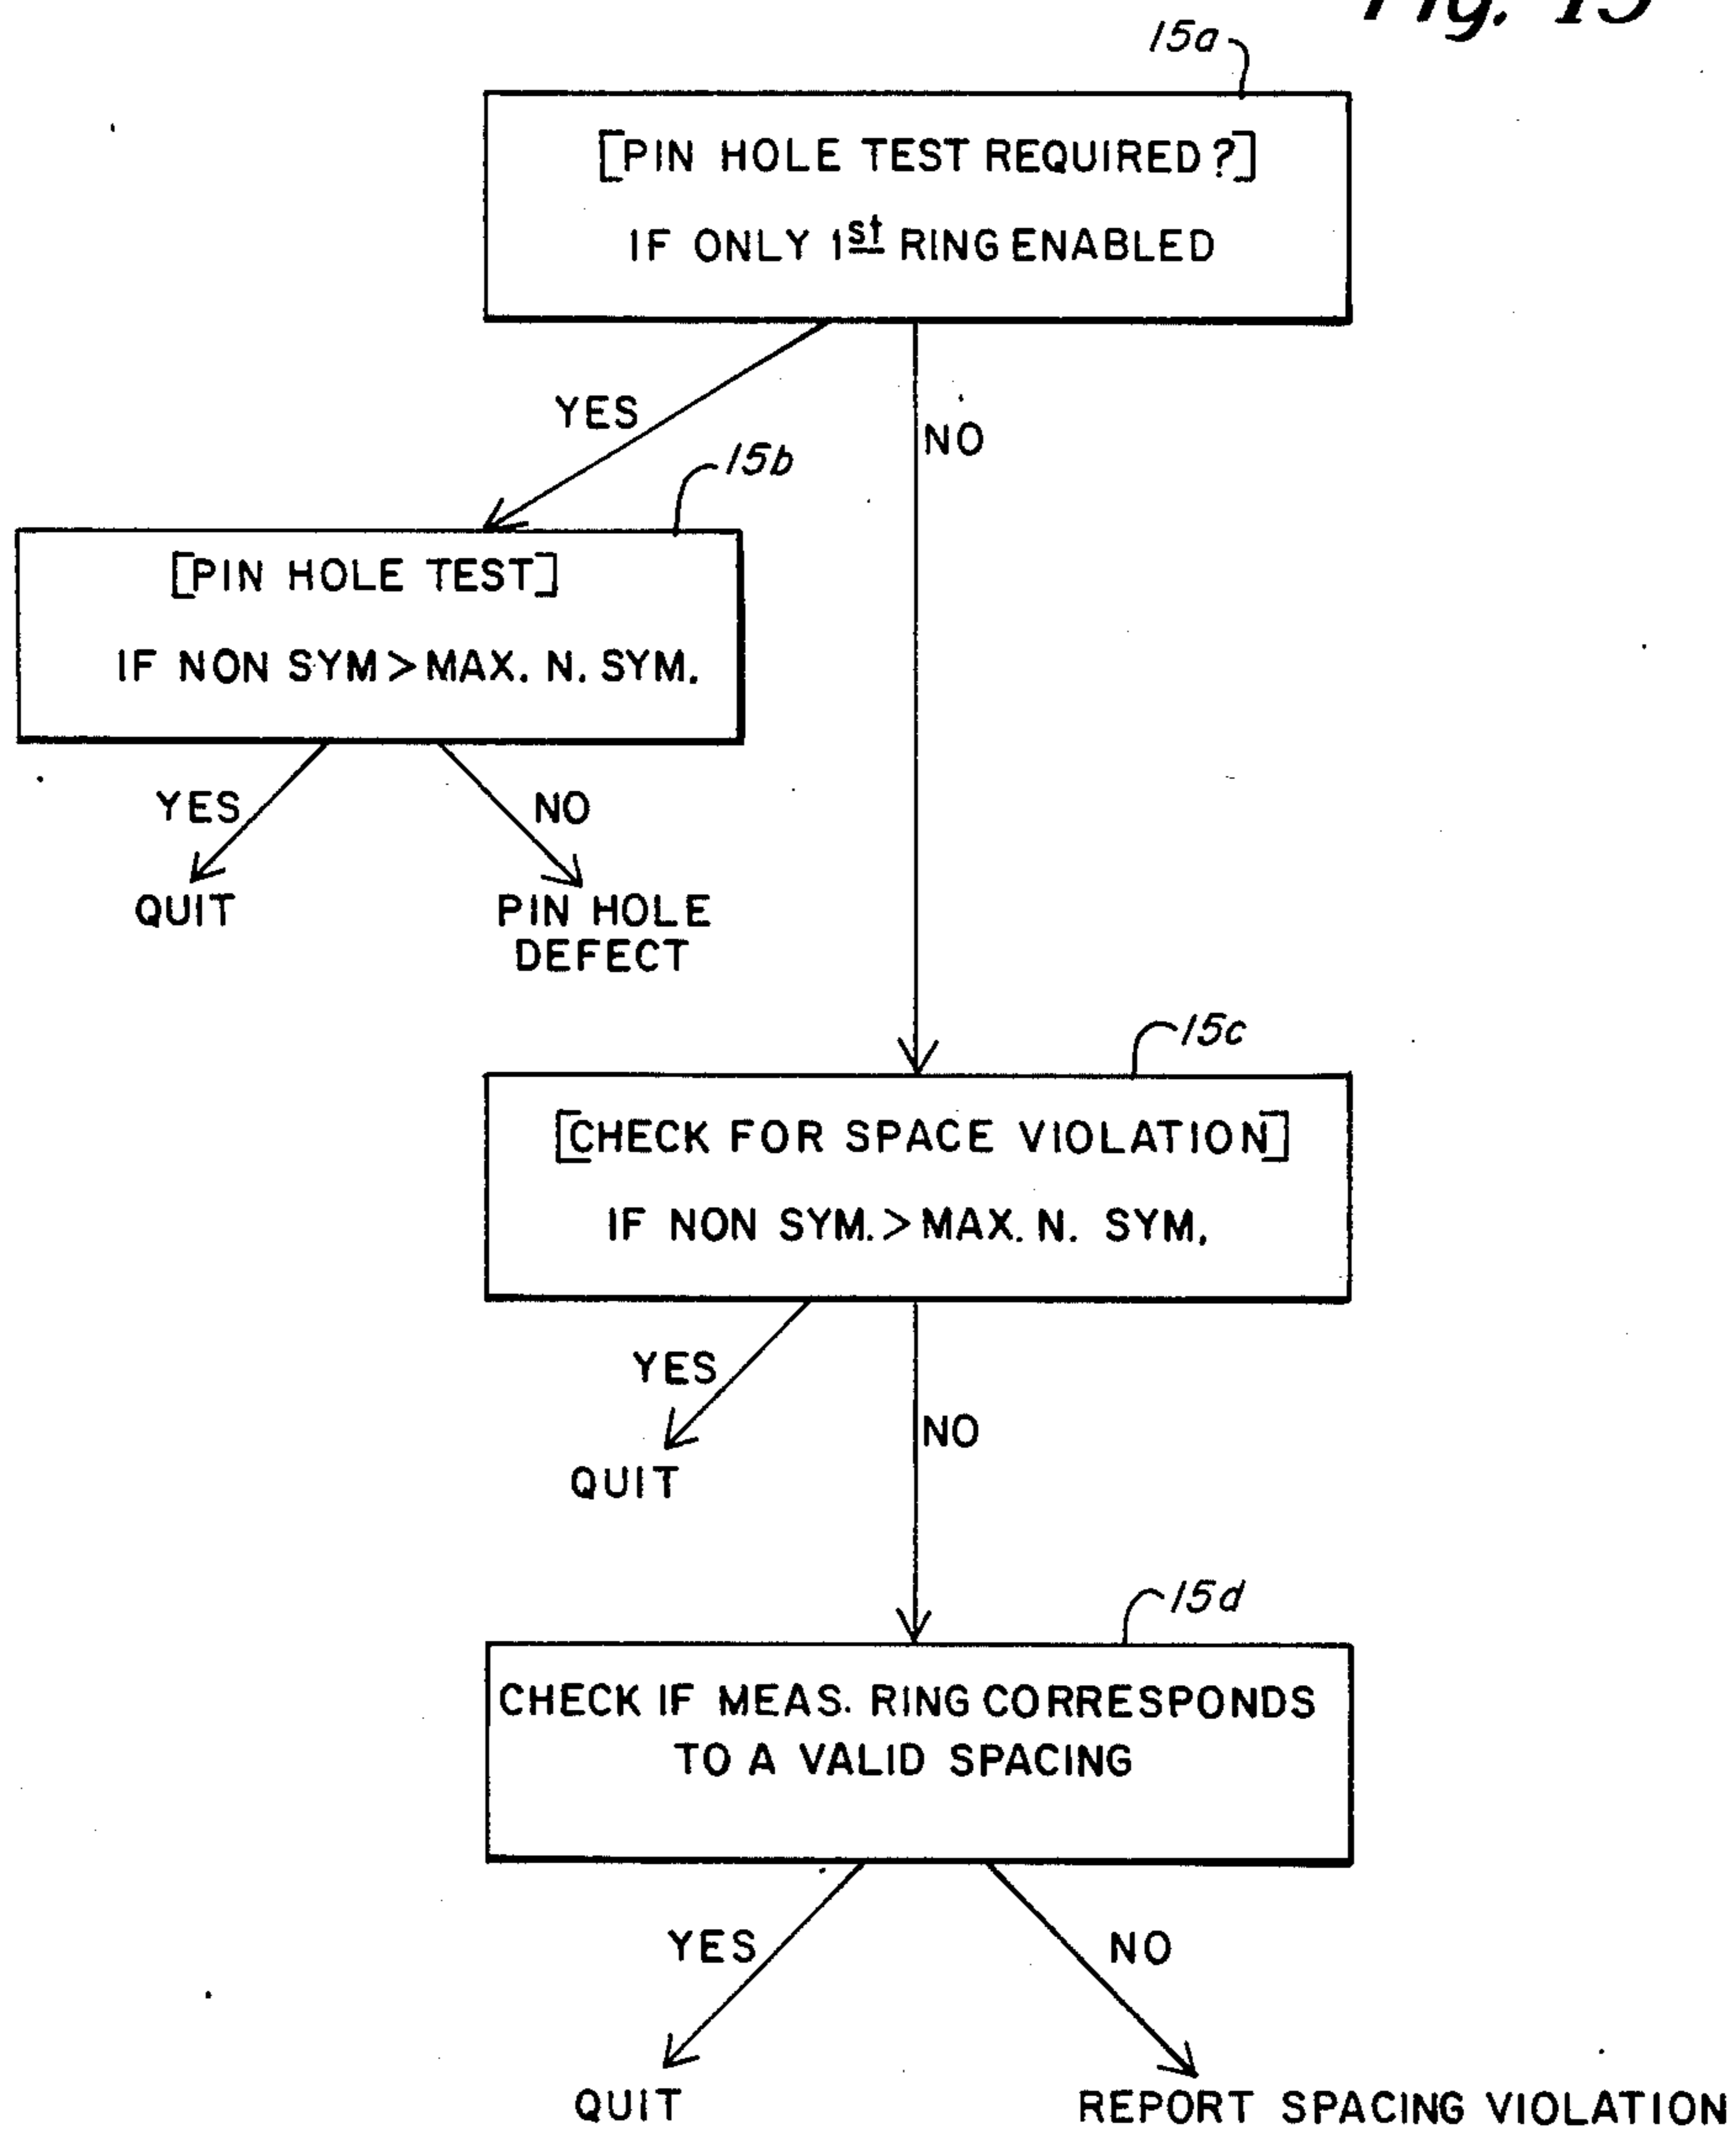 Fig. 15
15a
[PIN HOLE TEST REQUIRED?]
IF ONLY 1st RING ENABLED
YES
NO
15b
[PIN HOLE TEST]
IF NON SYM > MAX. N. SYM.
YES
NO
QUIT
PIN HOLE
DEFECT
15c
[CHECK FOR SPACE VIOLATION]
IF NON SYM. > MAX. N. SYM.
YES
NO
QUIT
15d
CHECK IF MEAS. RING CORRESPONDS
TO A VALID SPACING
YES
NO
QUIT
REPORT SPACING VIOLATION